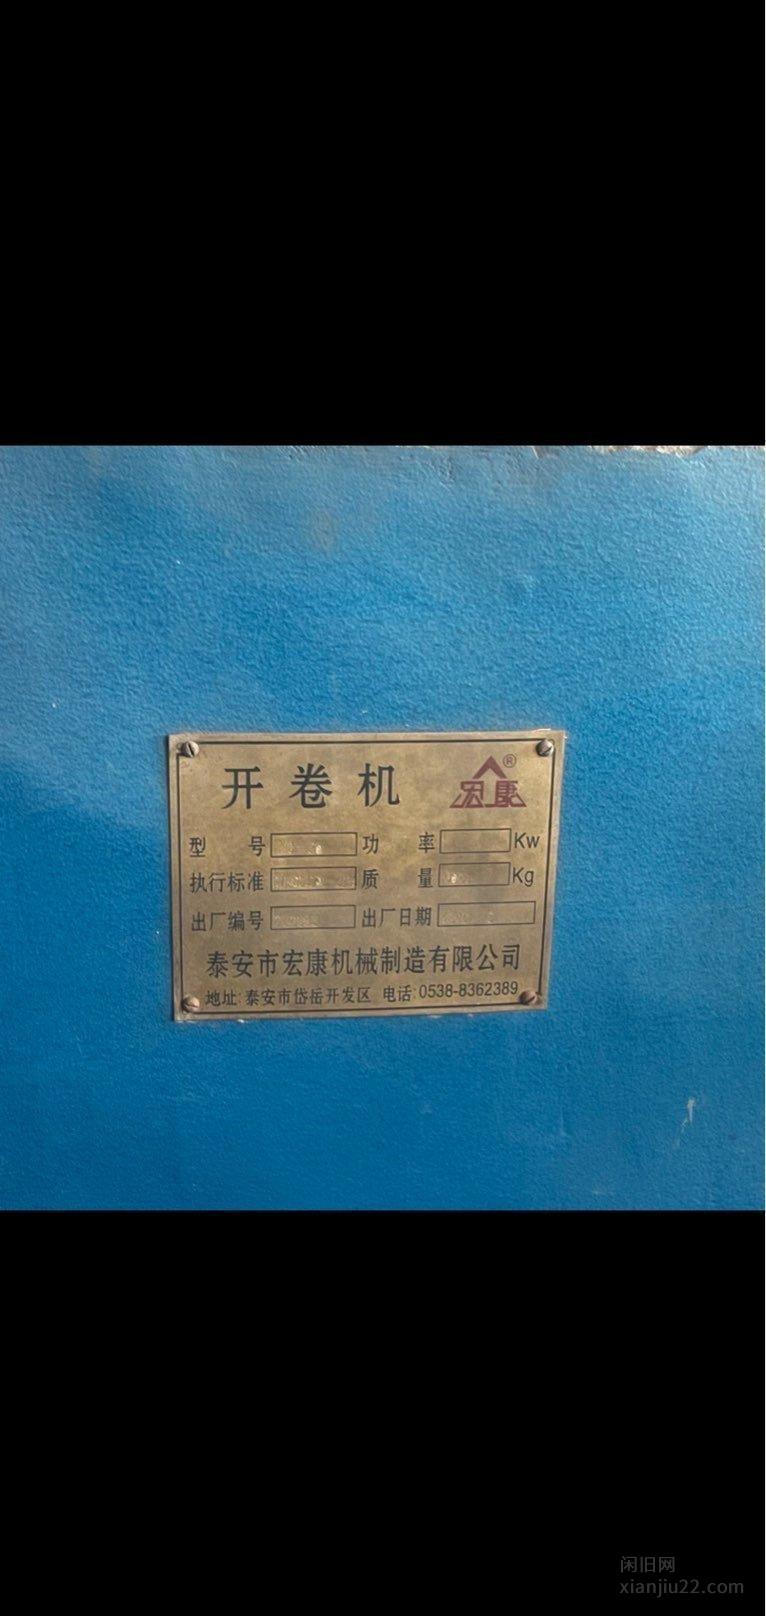 开卷机 宏康®
型号 功率 Kw
执行标准 质量 Kg
出厂编号 出厂日期
泰安市宏康机械制造有限公司
地址:泰安市岱岳开发区 电话:0538-8362389
闲旧网
xianjiu22.com